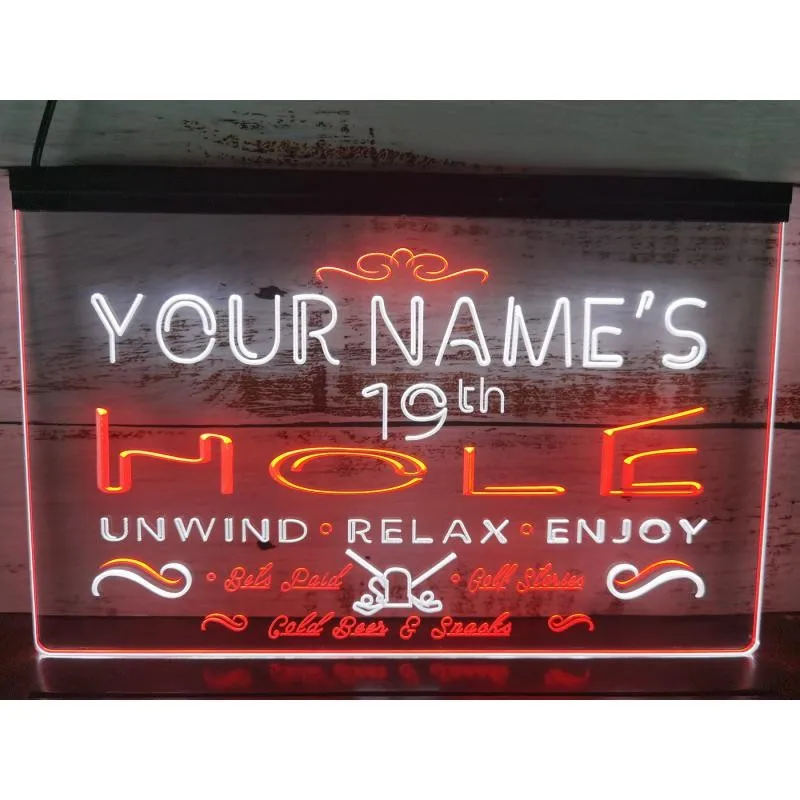 YOUR NAME'S
19th
HOLE
UNWIND • RELAX • ENJOY
• Bets Paid • Golf Stories
Cold Beer & Snacks